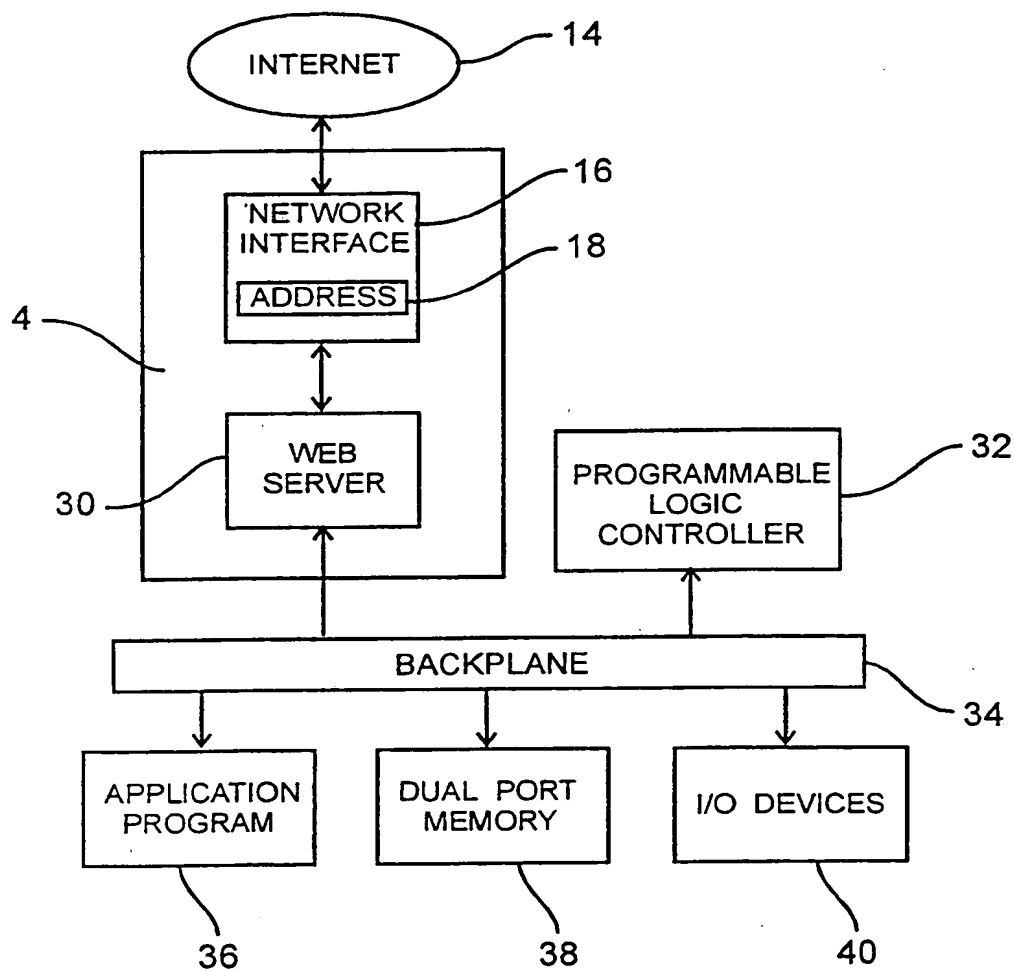 INTERNET
14
NETWORK
INTERFACE
16
ADDRESS
18
4
WEB
SERVER
30
PROGRAMMABLE
LOGIC
CONTROLLER
32
BACKPLANE
34
APPLICATION
PROGRAM
DUAL PORT
MEMORY
I/O DEVICES
36
38
40